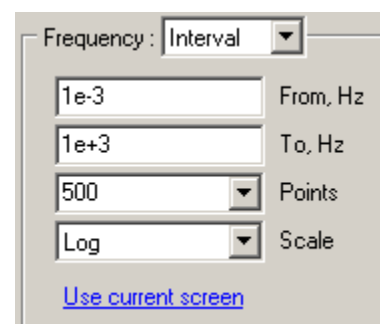 Frequency : Interval
1e-3 From, Hz
1e+3 To, Hz
500 Points
Log Scale
Use current screen